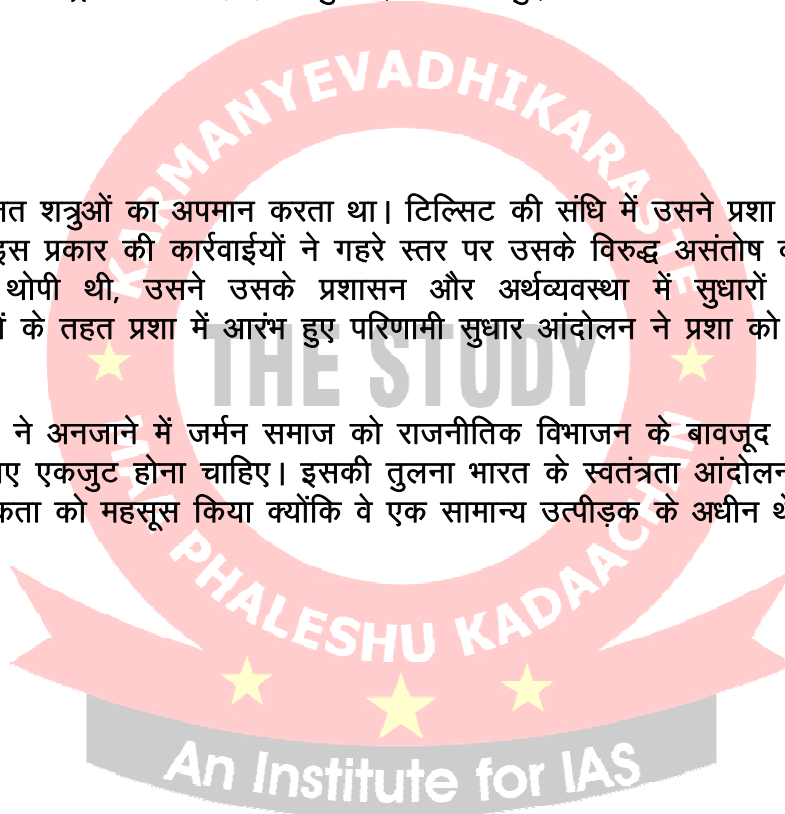 शत्रुओं का अपमान करता था। टिल्सिट की संधि में उसने प्रशा
इस प्रकार की कार्रवाईयों ने गहरे स्तर पर उसके विरुद्ध असंतोष
थोपी थी, उसने उसके प्रशासन और अर्थव्यवस्था में सुधारों
के तहत प्रशा में आरंभ हुए परिणामी सुधार आंदोलन ने प्रशा को
ने अनजाने में जर्मन समाज को राजनीतिक विभाजन के बावजूद
एकजुट होना चाहिए। इसकी तुलना भारत के स्वतंत्रता आंदोलन
को महसूस किया क्योंकि वे एक सामान्य उत्पीड़क के अधीन थे
KARMANYEVADHIKARASTE
THE STUDY
MA PHALESHU KADAACHAN
An Institute for IAS